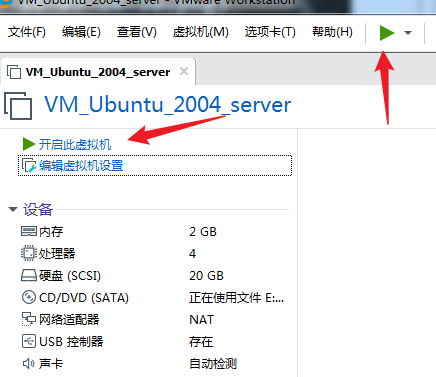 VM_Ubuntu_2004_server - VMware Workstation
文件(F) 编辑(E) 查看(V) 虚拟机(M) 选项卡(T) 帮助(H)
VM_Ubuntu_2004_server
VM_Ubuntu_2004_server
开启此虚拟机
编辑虚拟机设置
设备
内存 2 GB
处理器 4
硬盘 (SCSI) 20 GB
CD/DVD (SATA) 正在使用文件 E:...
网络适配器 NAT
USB 控制器 存在
声卡 自动检测